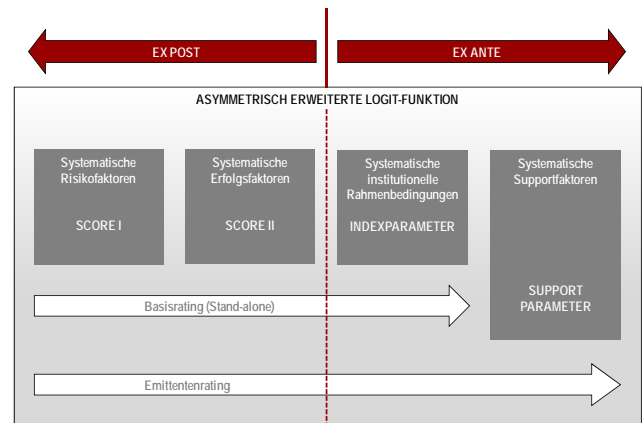 EX POST
EX ANTE
ASYMMETRISCH ERWEITERTE LOGIT-FUNKTION
Systematische
Risikofaktoren
SCORE I
Systematische
Erfolgsfaktoren
SCORE II
Systematische
institutionelle
Rahmenbedingungen
INDEXPARAMETER
Systematische
Supportfaktoren
SUPPORT
PARAMETER
Basisrating (Stand-alone)
Emittentenrating